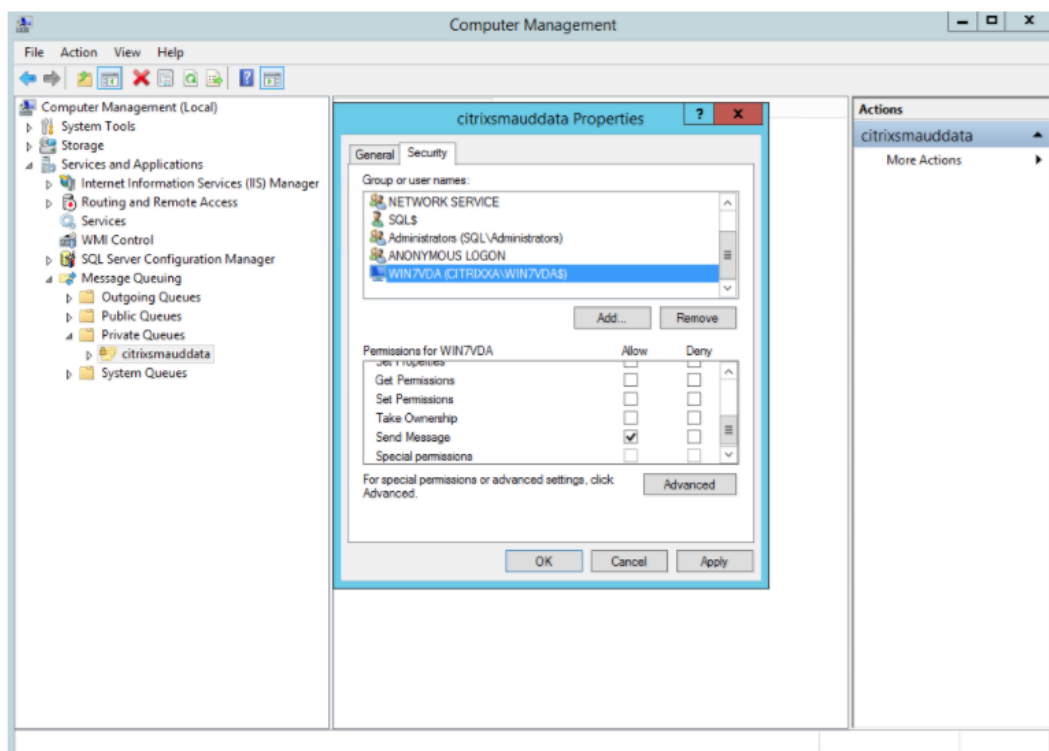 Computer Management
File Action View Help
Computer Management (Local)
System Tools
Storage
Services and Applications
Internet Information Services (IIS) Manager
Routing and Remote Access
Services
WMI Control
SQL Server Configuration Manager
Message Queuing
Outgoing Queues
Public Queues
Private Queues
citrixsmauddata
System Queues
citrixsmauddata Properties
General Security
Group or user names:
NETWORK SERVICE
SQL$
Administrators (SQL\Administrators)
ANONYMOUS LOGON
WIN7VDA (CITRIXXA\WIN7VDA$)
Add... Remove
Permissions for WIN7VDA Allow Deny
Set Properties
Get Permissions
Set Permissions
Take Ownership
Send Message
Special permissions
For special permissions or advanced settings, click
Advanced.
Advanced
OK Cancel Apply
Actions
citrixsmauddata
More Actions